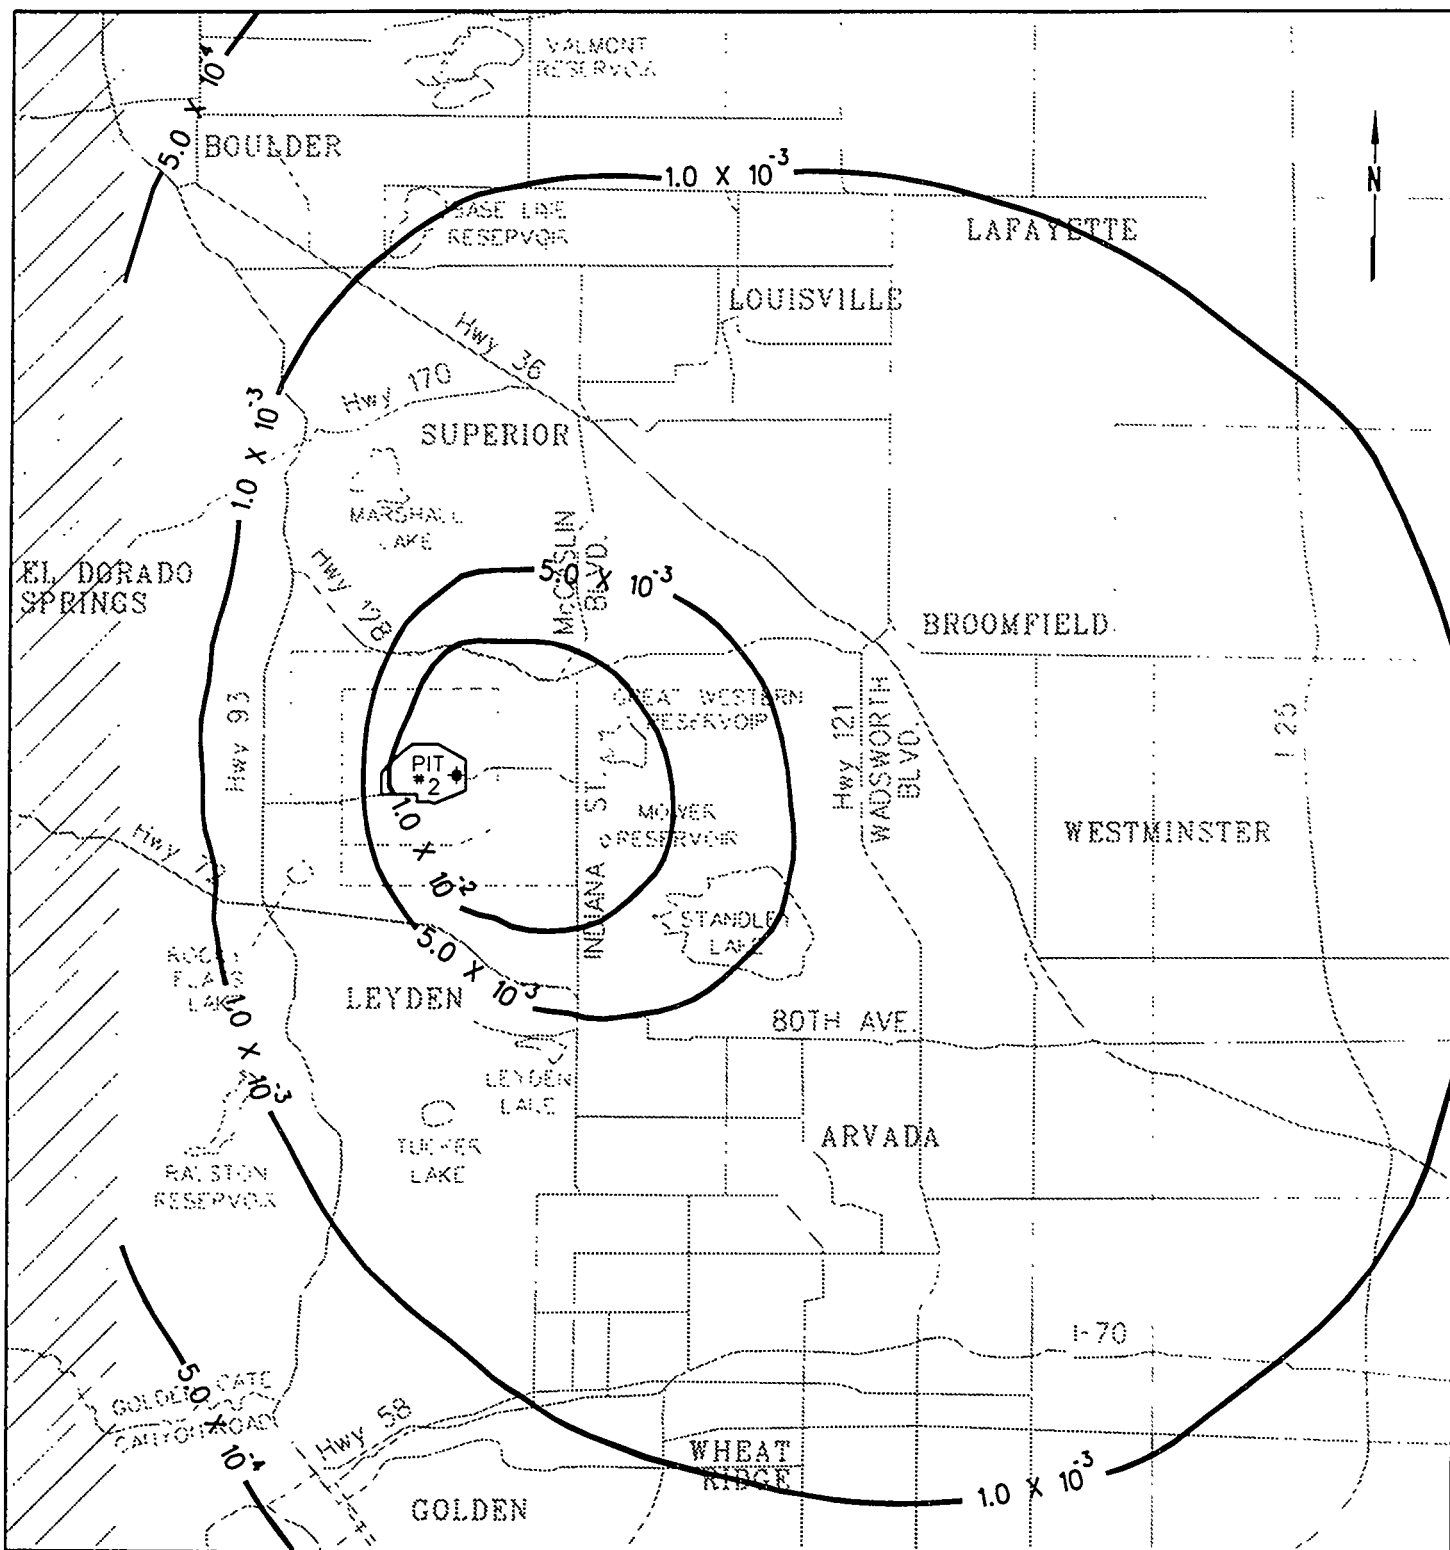 VALMONT
RESERVOIR
5.0 X 10-4
BOULDER
1.0 X 10-3
N
BASE LINE
RESERVOIR
LAFAYETTE
LOUISVILLE
Hwy 36
Hwy 170
1.0 X 10-3
SUPERIOR
MARSHALL
LAKE
McCASLIN
BLVD.
Hwy 128
EL DORADO
SPRINGS
5.0 X 10-3
BROOMFIELD
GREAT WESTERN
RESERVOIR
Hwy 93
Hwy 121
WADSWORTH
BLVD.
I 25
PIT
* 2
1.0 X 10-2
INDIANA ST.
MOWER
RESERVOIR
WESTMINSTER
Hwy 72
STANDLEY
LAKE
5.0 X 10-3
ROCKY
FLATS
LAKE
LEYDEN
1.0 X 10-3
80TH AVE.
LEYDEN
LAKE
TUCKER
LAKE
ARVADA
RALSTON
RESERVOIR
I-70
5.0 X 10-4
GOLDEN GATE
CANYON ROAD
Hwy 58
WHEAT
RIDGE
1.0 X 10-3
GOLDEN